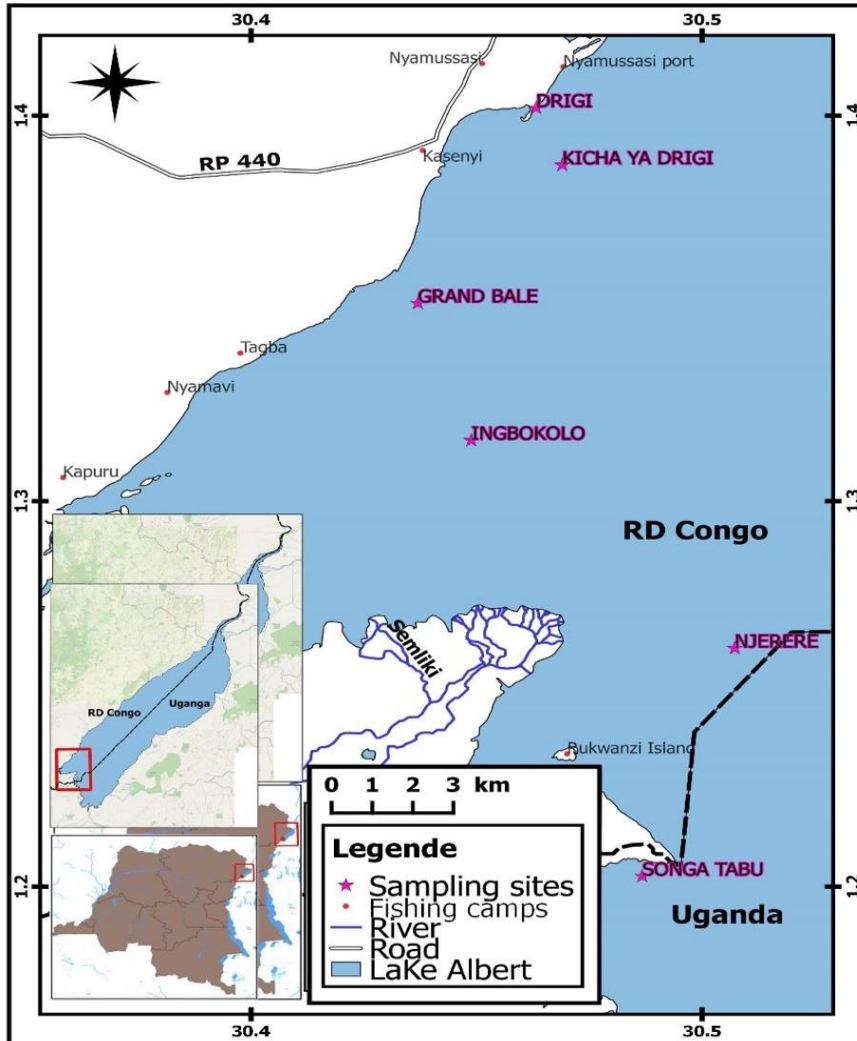 30.4 30.5
Nyamussasi
Nyamussasi port
1.4 1.4
DRIGI
RP 440
Kasenyi
KICHA YA DRIGI
GRAND BALE
Tagba
Nyamavi
INGBOKOLO
Kapuru
1.3 1.3
RD Congo
Semliki
NJERERE
RD Congo
Uganga
Rukwanzi Island
0 1 2 3 km
Legende
Sampling sites
Fishing camps
River
Road
LaKe Albert
SONGA TABU
1.2 1.2
Uganda
30.4 30.5